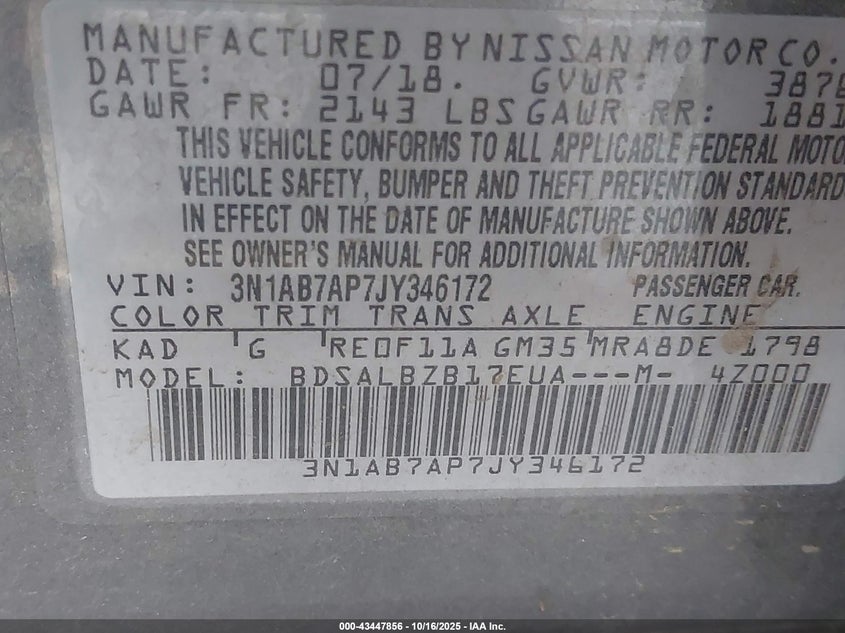 MANUFACTURED BY NISSAN MOTOR CO.
DATE: 07/18. GVWR: 3878
GAWR FR: 2143 LBS GAWR RR: 1881
THIS VEHICLE CONFORMS TO ALL APPLICABLE FEDERAL MOTO
VEHICLE SAFETY, BUMPER AND THEFT PREVENTION STANDARD
IN EFFECT ON THE DATE OF MANUFACTURE SHOWN ABOVE.
SEE OWNER'S MANUAL FOR ADDITIONAL INFORMATION.
VIN: 3N1AB7AP7JY346172 PASSENGER CAR.
COLOR TRIM TRANS AXLE ENGINE
KAD G RE0F11A GM35 MRA8DE 1798
MODEL: BDSALBZB17EUA---M- 4Z000
3N1AB7AP7JY346172
000-43447856 - 10/16/2025 - IAA Inc.